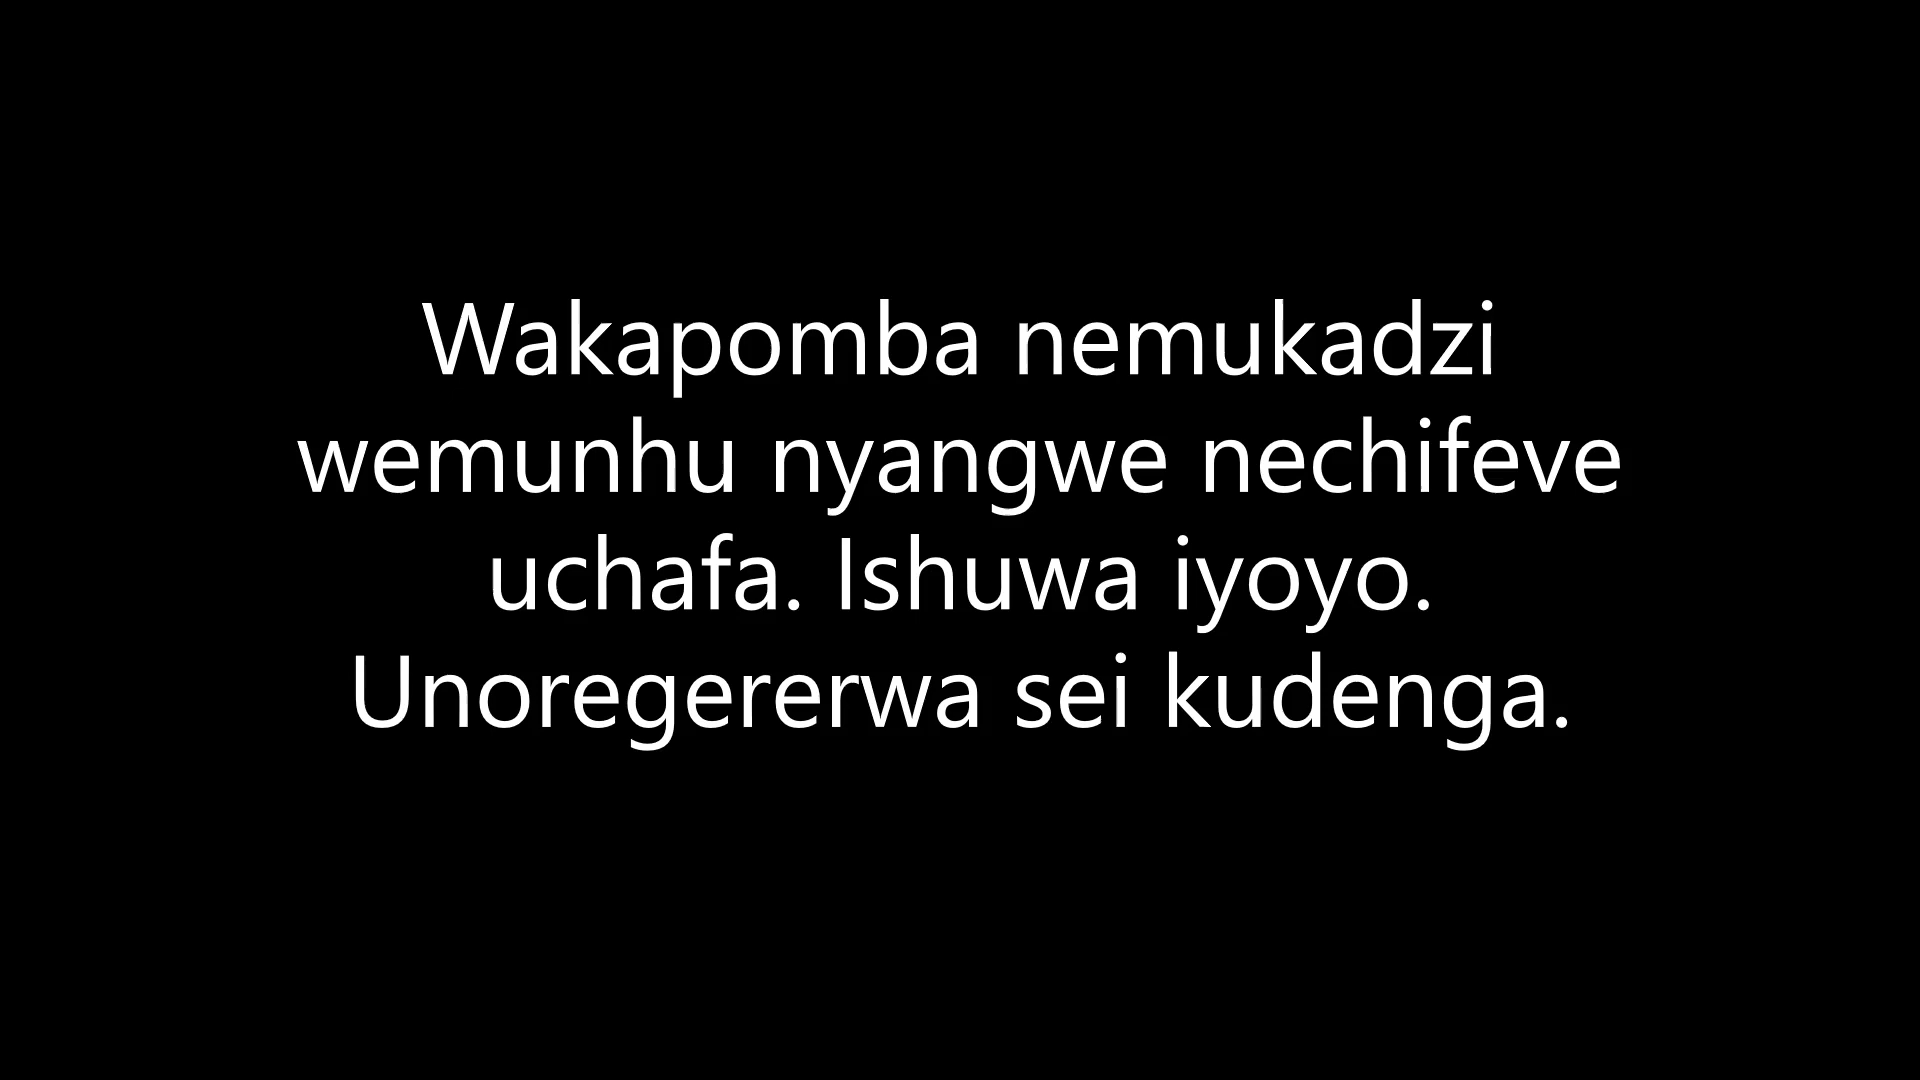 Wakapomba nemukadzi
wemunhu nyangwe nechifeve
uchafa. Ishuwa iyoyo.
Unoregererwa sei kudenga.